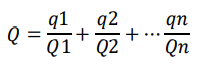 Q̄ = q1/Q1 + q2/Q2 + ⋯ qn/Qn